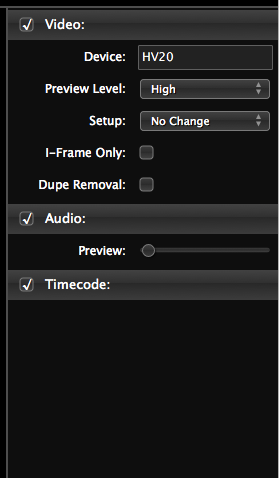 Video:
Device: HV20
Preview Level: High
Setup: No Change
I-Frame Only:
Dupe Removal:
Audio:
Preview:
Timecode: